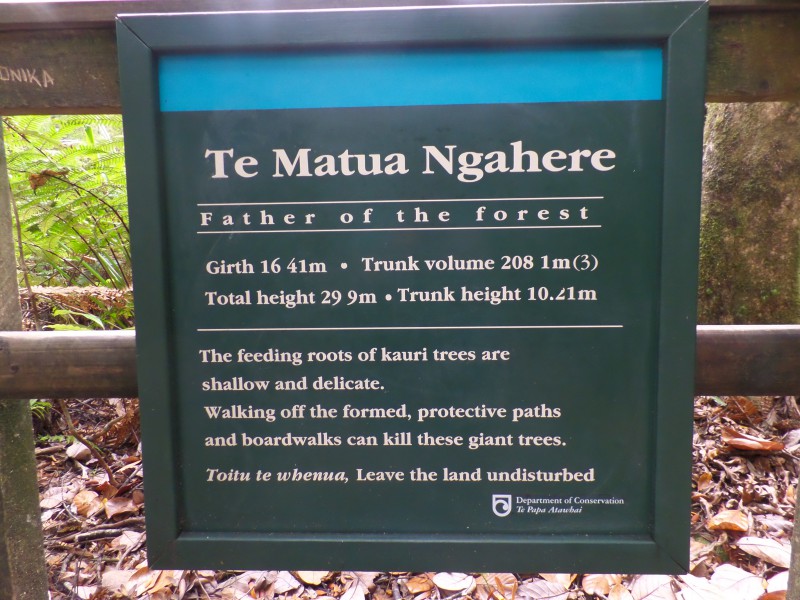 ONIKA
Te Matua Ngahere
Father of the forest
Girth 16 41m • Trunk volume 208 1m(3)
Total height 29 9m • Trunk height 10.21m
The feeding roots of kauri trees are
shallow and delicate.
Walking off the formed, protective paths
and boardwalks can kill these giant trees.
Toitu te whenua, Leave the land undisturbed
Department of Conservation
Te Papa Atawhai